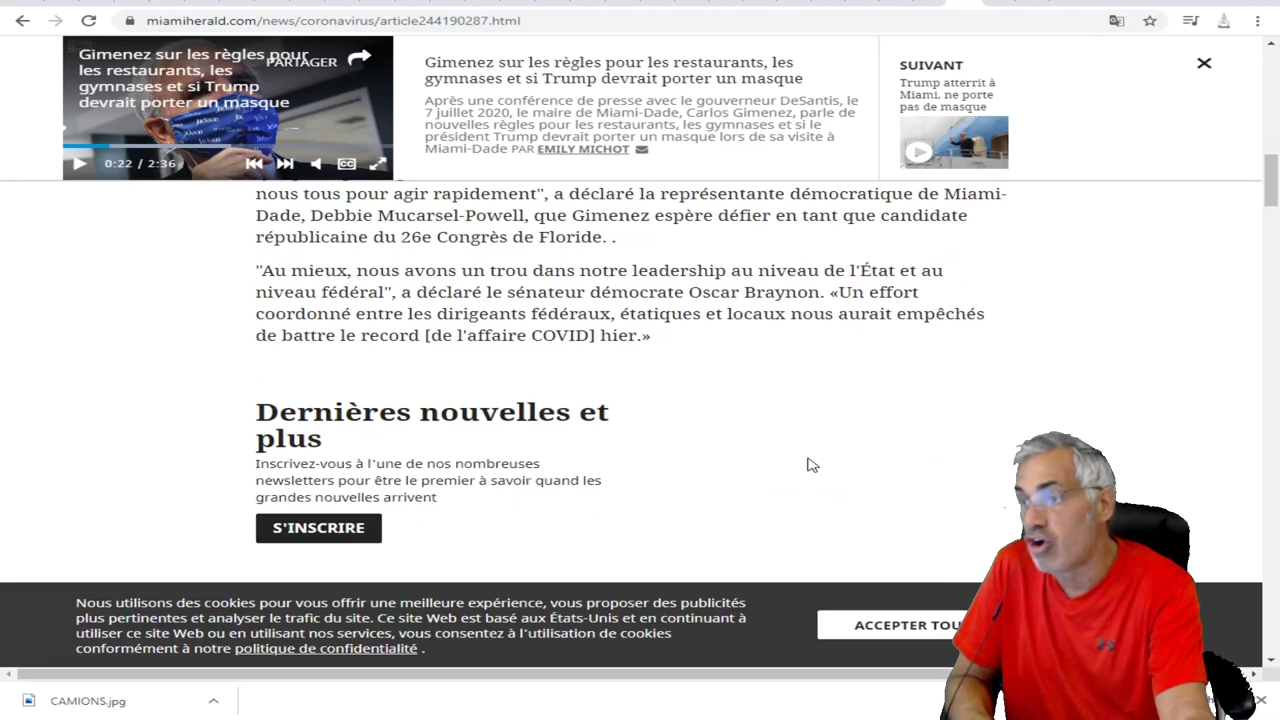 miamiherald.com/news/coronavirus/article244190287.html
Gimenez sur les règles pour
les restaurants, les
gymnases et si Trump
devrait porter un masque
PARTAGER
0:22 / 2:36
CC
Gimenez sur les règles pour les restaurants, les
gymnases et si Trump devrait porter un masque
Après une conférence de presse avec le gouverneur DeSantis, le
7 juillet 2020, le maire de Miami-Dade, Carlos Gimenez, parle de
nouvelles règles pour les restaurants, les gymnases et si le
président Trump devrait porter un masque lors de sa visite à
Miami-Dade PAR EMILY MICHOT
SUIVANT
Trump atterrit à
Miami, ne porte
pas de masque
nous tous pour agir rapidement", a déclaré la représentante démocratique de Miami-
Dade, Debbie Mucarsel-Powell, que Gimenez espère défier en tant que candidate
républicaine du 26e Congrès de Floride. .
"Au mieux, nous avons un trou dans notre leadership au niveau de l'État et au
niveau fédéral", a déclaré le sénateur démocrate Oscar Braynon. «Un effort
coordonné entre les dirigeants fédéraux, étatiques et locaux nous aurait empêchés
de battre le record [de l'affaire COVID] hier.»
Dernières nouvelles et
plus
Inscrivez-vous à l'une de nos nombreuses
newsletters pour être le premier à savoir quand les
grandes nouvelles arrivent
S'INSCRIRE
Nous utilisons des cookies pour vous offrir une meilleure expérience, vous proposer des publicités
plus pertinentes et analyser le trafic du site. Ce site Web est basé aux États-Unis et en continuant à
utiliser ce site Web ou en utilisant nos services, vous consentez à l'utilisation de cookies
conformément à notre politique de confidentialité .
ACCEPTER TOU
CAMIONS.jpg